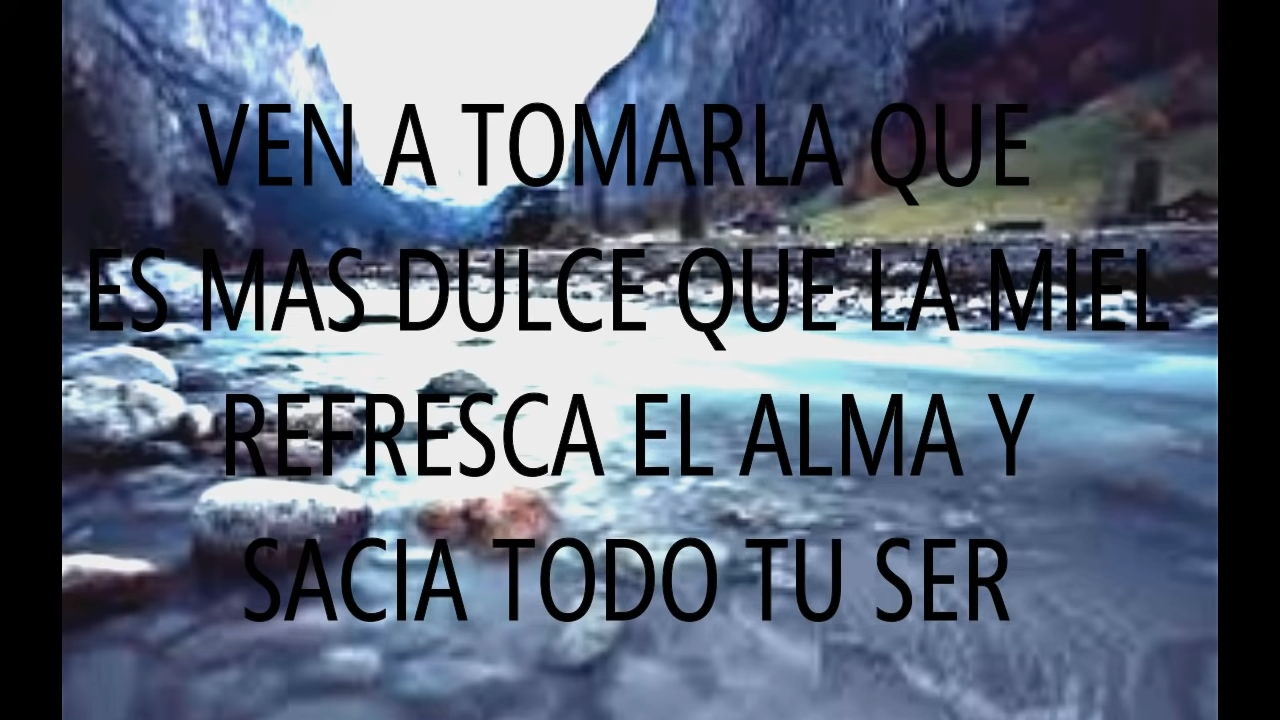 VEN A TOMARLA QUE
ES MAS DULCE QUE LA MIEL
REFRESCA EL ALMA Y
SACIA TODO TU SER